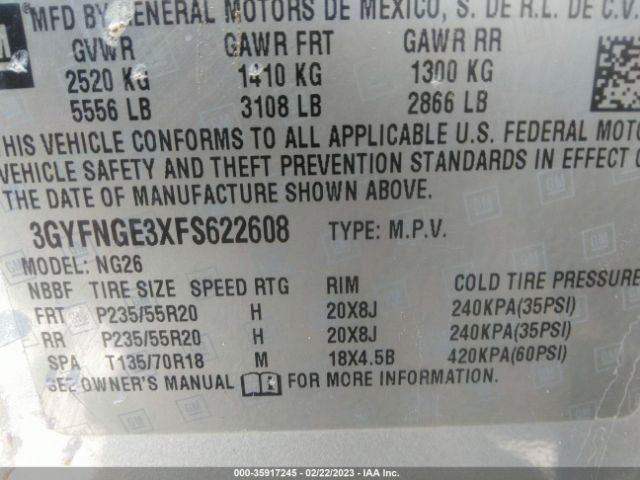 GM
MFD BY GENERAL MOTORS DE MEXICO, S. DE R.L. DE C.V.
GVWR GAWR FRT GAWR RR
2520 KG 1410 KG 1300 KG
5556 LB 3108 LB 2866 LB
THIS VEHICLE CONFORMS TO ALL APPLICABLE U.S. FEDERAL MOTO
VEHICLE SAFETY AND THEFT PREVENTION STANDARDS IN EFFECT O
THE DATE OF MANUFACTURE SHOWN ABOVE.
3GYFNGE3XFS622608 TYPE: M.P.V.
MODEL: NG26
NBBF TIRE SIZE SPEED RTG RIM COLD TIRE PRESSURE
FRT P235/55R20 H 20X8J 240KPA(35PSI)
RR P235/55R20 H 20X8J 240KPA(35PSI)
SPA T135/70R18 M 18X4.5B 420KPA(60PSI)
SEE OWNER'S MANUAL FOR MORE INFORMATION.
000-35917245 - 02/22/2023 - IAA Inc.